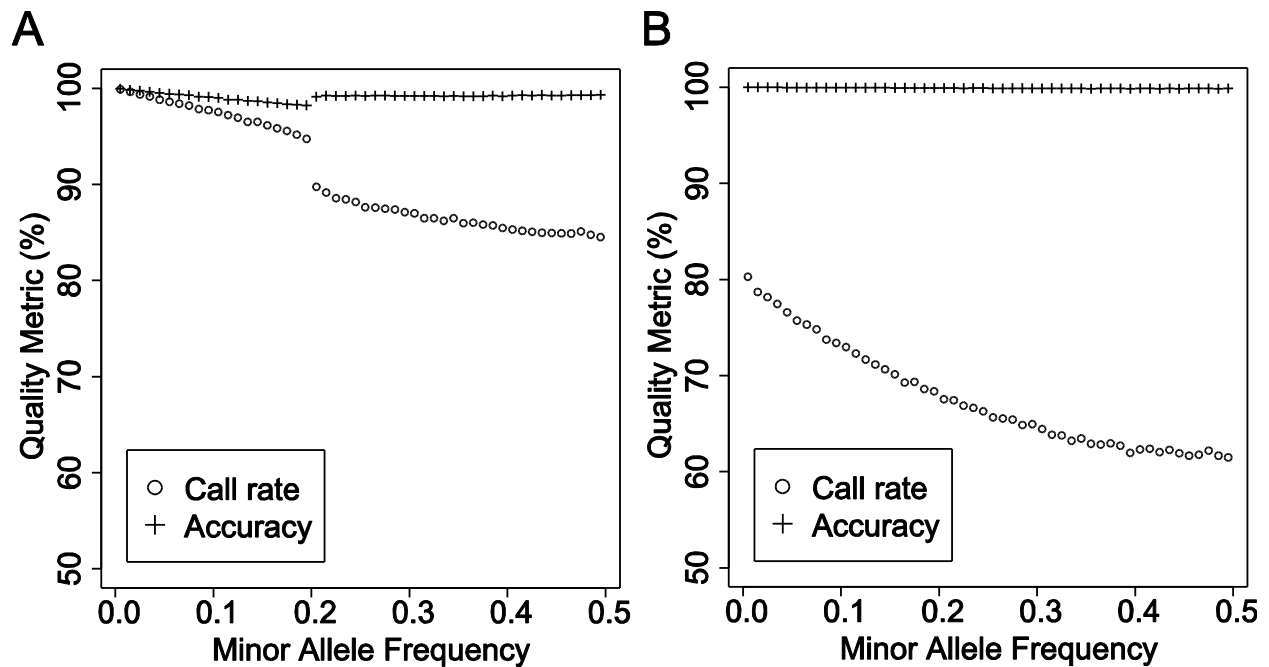 A
100
90
80
70
60
50
Quality Metric (%)
Call rate
Accuracy
0.0 0.1 0.2 0.3 0.4 0.5
Minor Allele Frequency
B
100
90
80
70
60
50
Quality Metric (%)
Call rate
Accuracy
0.0 0.1 0.2 0.3 0.4 0.5
Minor Allele Frequency